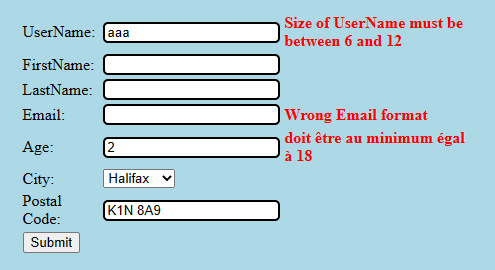 UserName: aaa Size of UserName must be
between 6 and 12
FirstName:
LastName:
Email: Wrong Email format
Age: 2 doit être au minimum égal
à 18
City: Halifax
Postal
Code: K1N 8A9
Submit